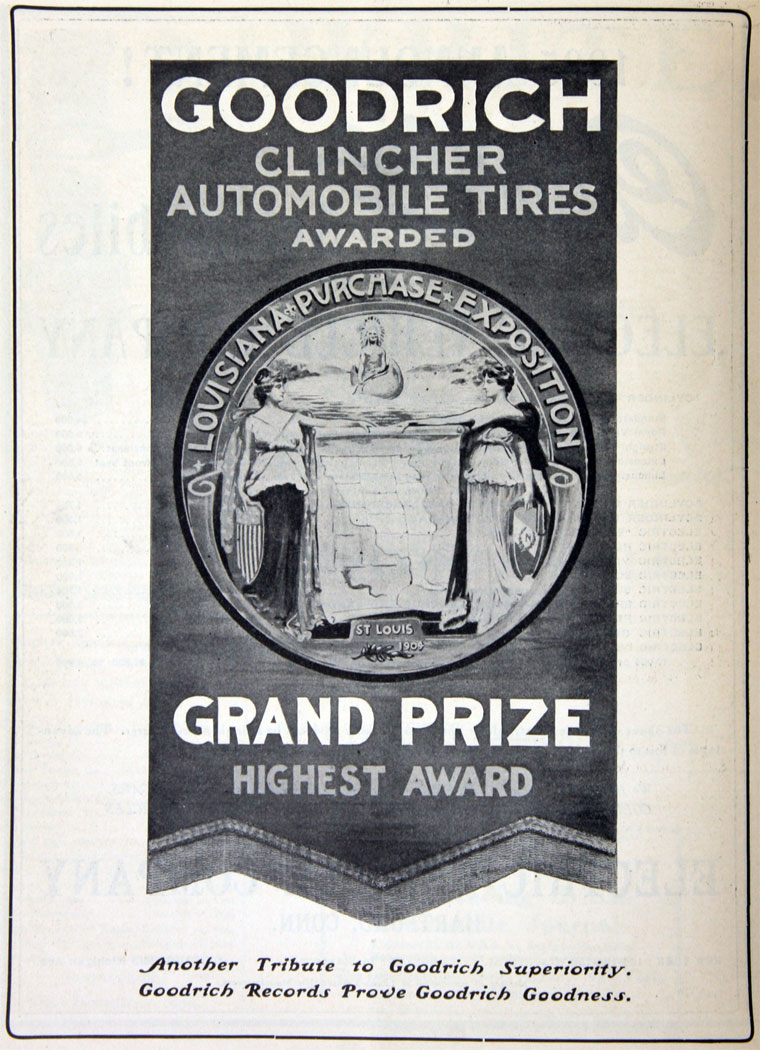 GOODRICH
CLINCHER
AUTOMOBILE TIRES
AWARDED
LOUISIANA★PURCHASE★EXPOSITION
ST LOUIS
1904
GRAND PRIZE
HIGHEST AWARD
Another Tribute to Goodrich Superiority.
Goodrich Records Prove Goodrich Goodness.